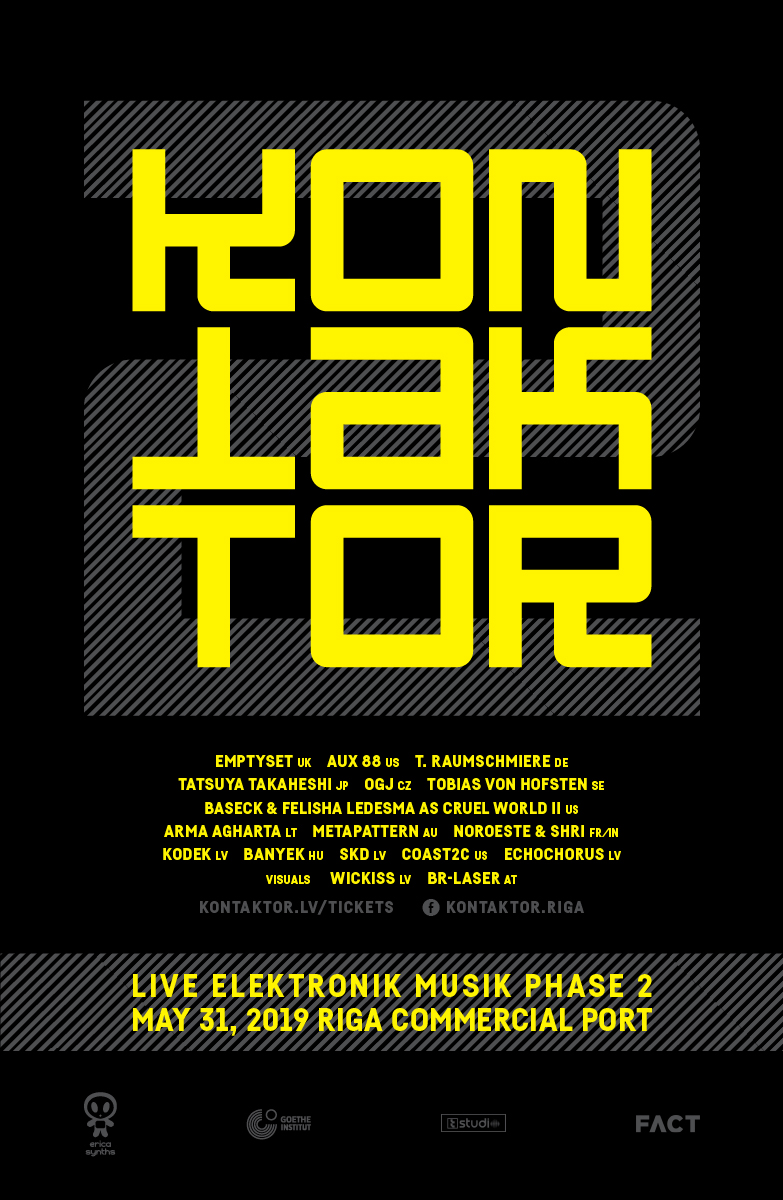 KON
TAK
TOR
EMPTYSET UK AUX 88 US T. RAUMSCHMIERE DE
TATSUYA TAKAHESHI JP OGJ CZ TOBIAS VON HOFSTEN SE
BASECK & FELISHA LEDESMA AS CRUEL WORLD II US
ARMA AGHARTA LT METAPATTERN AU NOROESTE & SHRI FR/IN
KODEK LV BANYEK HU SKD LV COAST2C US ECHOCHORUS LV
VISUALS WICKISS LV BR-LASER AT
KONTAKTOR.LV/TICKETS f KONTAKTOR.RIGA
LIVE ELEKTRONIK MUSIK PHASE 2
MAY 31, 2019 RIGA COMMERCIAL PORT
erica
synths
GOETHE
INSTITUT
studi
FACT